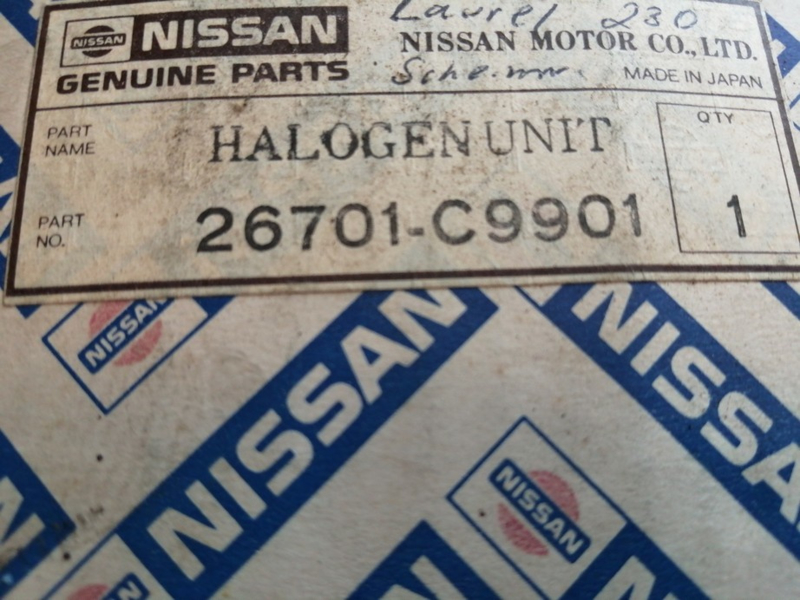 NISSAN
NISSAN
GENUINE PARTS
Laurel 230
NISSAN MOTOR CO.,LTD.
MADE IN JAPAN
PART NAME
HALOGEN UNIT
QTY
PART NO.
26701-C9901
1
NISSAN
NISSAN
NISSAN
NISSAN